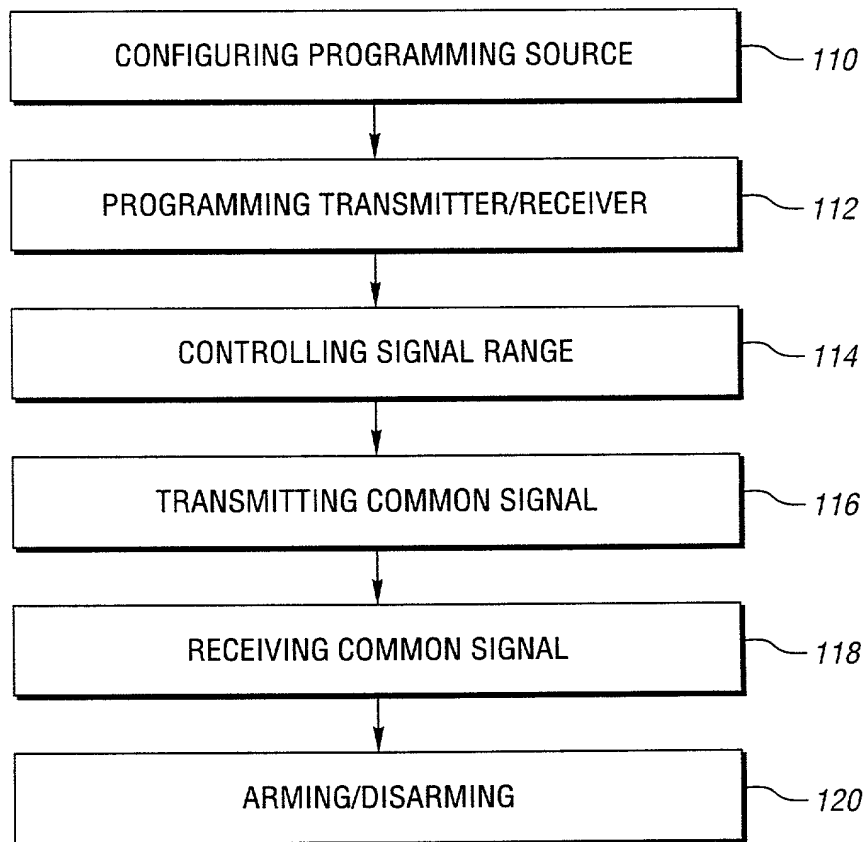 CONFIGURING PROGRAMMING SOURCE 110
PROGRAMMING TRANSMITTER/RECEIVER 112
CONTROLLING SIGNAL RANGE 114
TRANSMITTING COMMON SIGNAL 116
RECEIVING COMMON SIGNAL 118
ARMING/DISARMING 120